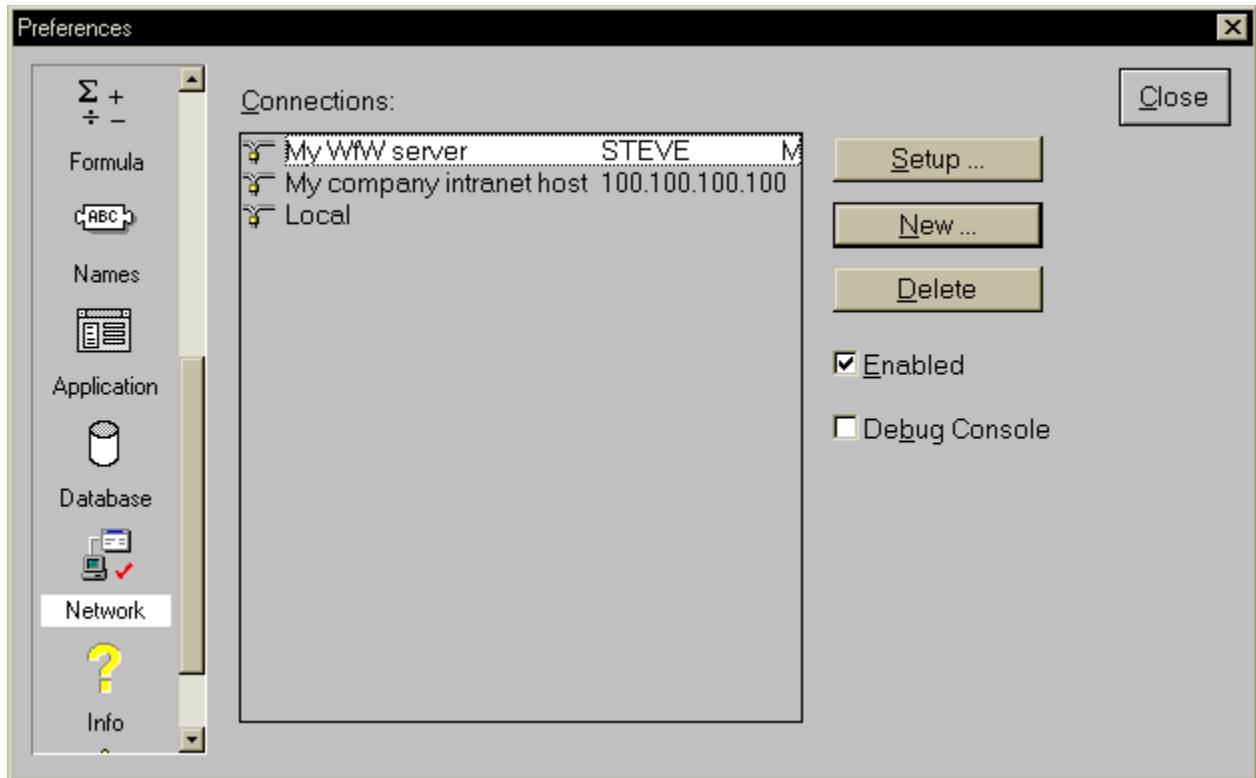 Preferences
Σ +
÷ −
Formula
ABC
Names
Application
Database
Network
?
Info
Connections:
My WfW server STEVE M
My company intranet host 100.100.100.100
Local
Close
Setup ...
New ...
Delete
Enabled
Debug Console